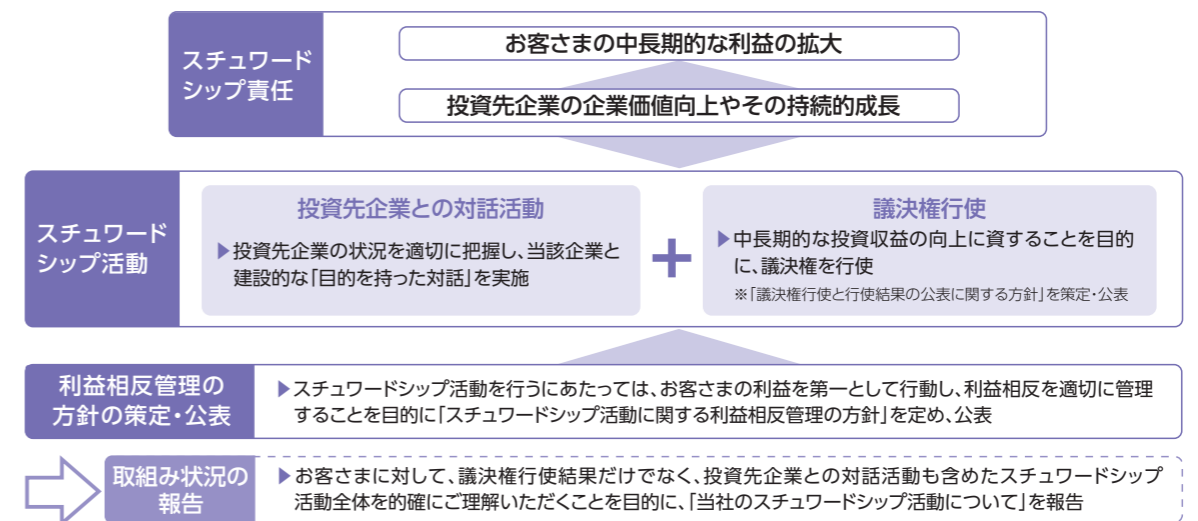 スチュワード
シップ責任
お客さまの中長期的な利益の拡大
投資先企業の企業価値向上やその持続的成長
スチュワード
シップ活動
投資先企業との対話活動
▶投資先企業の状況を適切に把握し、当該企業と
建設的な「目的を持った対話」を実施
+
議決権行使
▶中長期的な投資収益の向上に資することを目的
に、議決権を行使
※「議決権行使と行使結果の公表に関する方針」を策定・公表
利益相反管理の
方針の策定・公表
▶スチュワードシップ活動を行うにあたっては、お客さまの利益を第一として行動し、利益相反を適切に管理
することを目的に「スチュワードシップ活動に関する利益相反管理の方針」を定め、公表
取組み状況の
報告
▶お客さまに対して、議決権行使結果だけでなく、投資先企業との対話活動も含めたスチュワードシップ
活動全体を的確にご理解いただくことを目的に、「当社のスチュワードシップ活動について」を報告